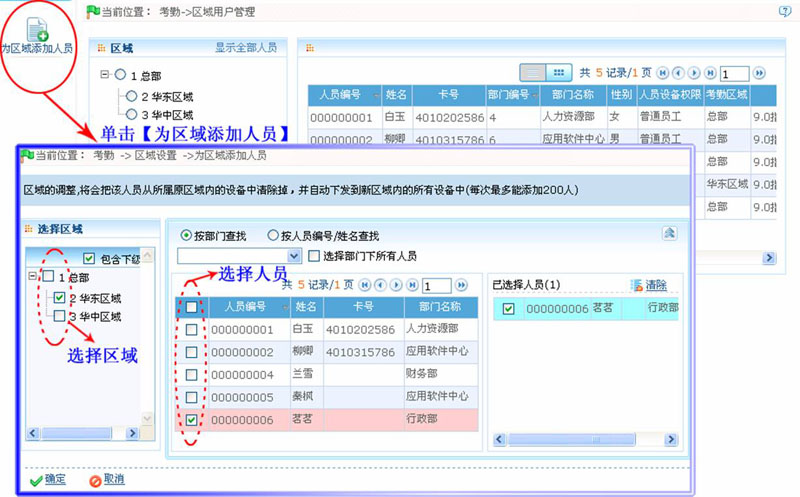 当前位置： 考勤->区域用户管理
为区域添加人员
区域
显示全部人员
1 总部
2 华东区域
3 华中区域
共 5 记录/1 页
1
人员编号 姓名 卡号 部门编号 部门名称 性别 人员设备权限 考勤区域
000000001 白玉 4010202586 4 人力资源部 女 普通员工 总部 9.0指
000000002 柳卿 4010315786 6 应用软件中心 男 普通员工 总部 9.0指
总部 9.0指
华东区域 9.0指
总部 9.0指
单击【为区域添加人员】
当前位置： 考勤 -> 区域设置 ->为区域添加人员
区域的调整,将会把该人员从所属原区域内的设备中清除掉，并自动下发到新区域内的所有设备中(每次最多能添加200人)
选择区域
包含下级
1 总部
2 华东区域
3 华中区域
选择区域
按部门查找 按人员编号/姓名查找
选择部门下所有人员
选择人员
共 5 记录/1 页
1
人员编号 姓名 卡号 部门名称
000000001 白玉 4010202586 人力资源部
000000002 柳卿 4010315786 应用软件中心
000000004 兰雪 财务部
000000005 秦枫 应用软件中心
000000006 茗茗 行政部
已选择人员(1) 清除
000000006 茗茗 行政部
确定 取消